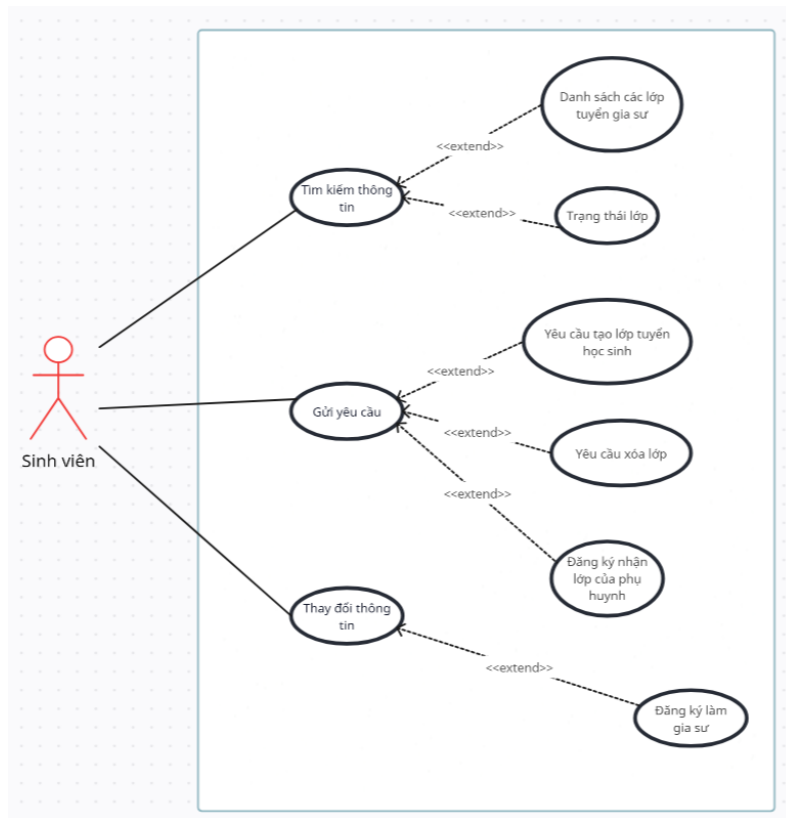 Danh sách các lớp
tuyển gia sư
<<extend>>
Tìm kiếm thông
tin
<<extend>>
Trạng thái lớp
Yêu cầu tạo lớp tuyển
học sinh
<<extend>>
Gửi yêu cầu
<<extend>>
Yêu cầu xóa lớp
Sinh viên
<<extend>>
Đăng ký nhận
lớp của phụ
huynh
Thay đổi thông
tin
<<extend>>
Đăng ký làm
gia sư